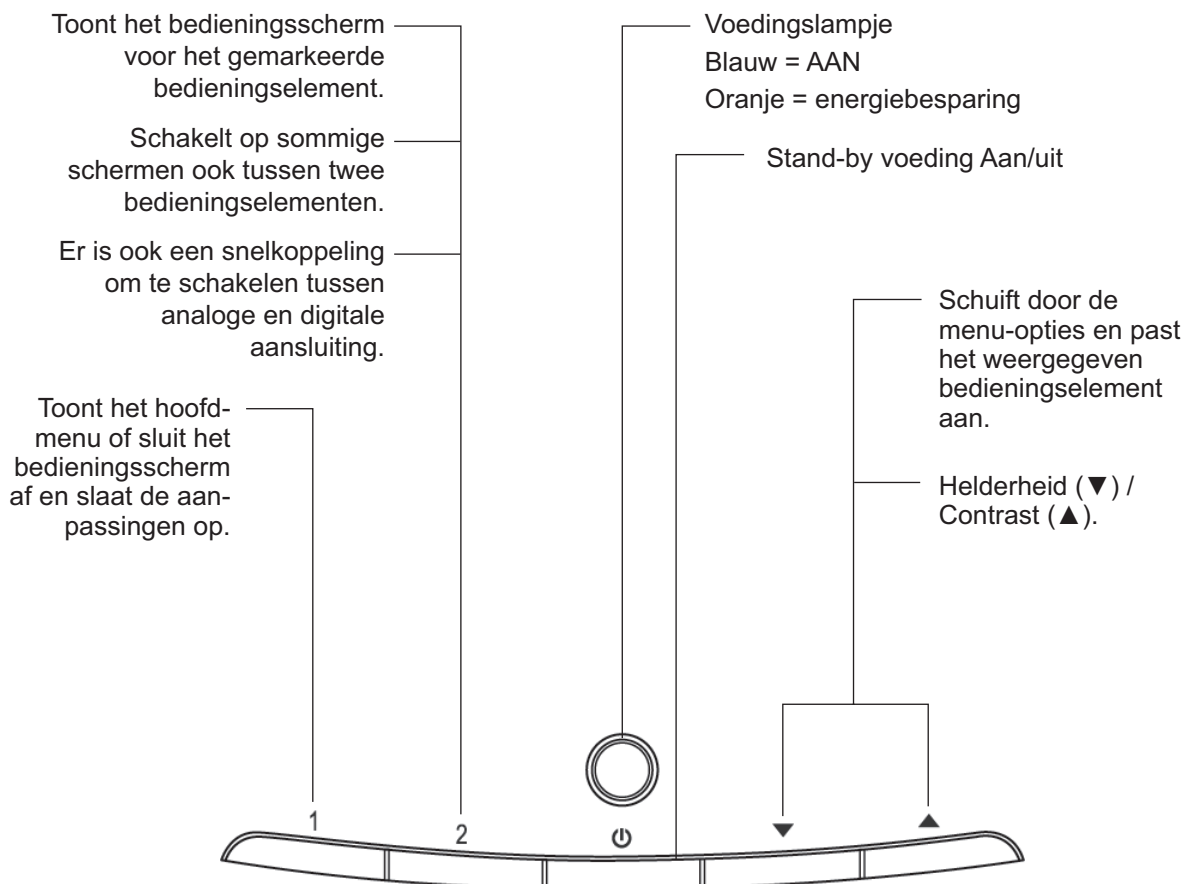 Toont het bedieningsscherm
voor het gemarkeerde
bedieningselement.
Schakelt op sommige
schermen ook tussen twee
bedieningselementen.
Er is ook een snelkoppeling
om te schakelen tussen
analoge en digitale
aansluiting.
Toont het hoofd-
menu of sluit het
bedieningsscherm
af en slaat de aan-
passingen op.
Voedingslampje
Blauw = AAN
Oranje = energiebesparing
Stand-by voeding Aan/uit
Schuift door de
menu-opties en past
het weergegeven
bedieningselement
aan.
Helderheid (▼) /
Contrast (▲).
1
2
⏻
▼
▲